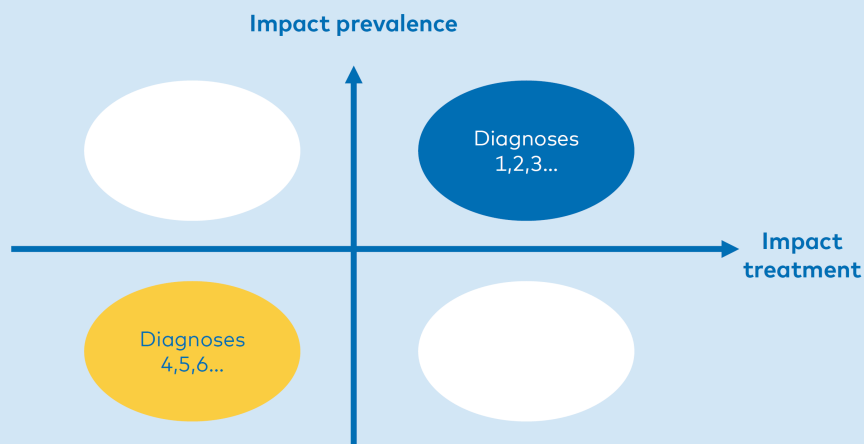 Impact prevalence
Diagnoses
1,2,3...
Impact
treatment
Diagnoses
4,5,6...